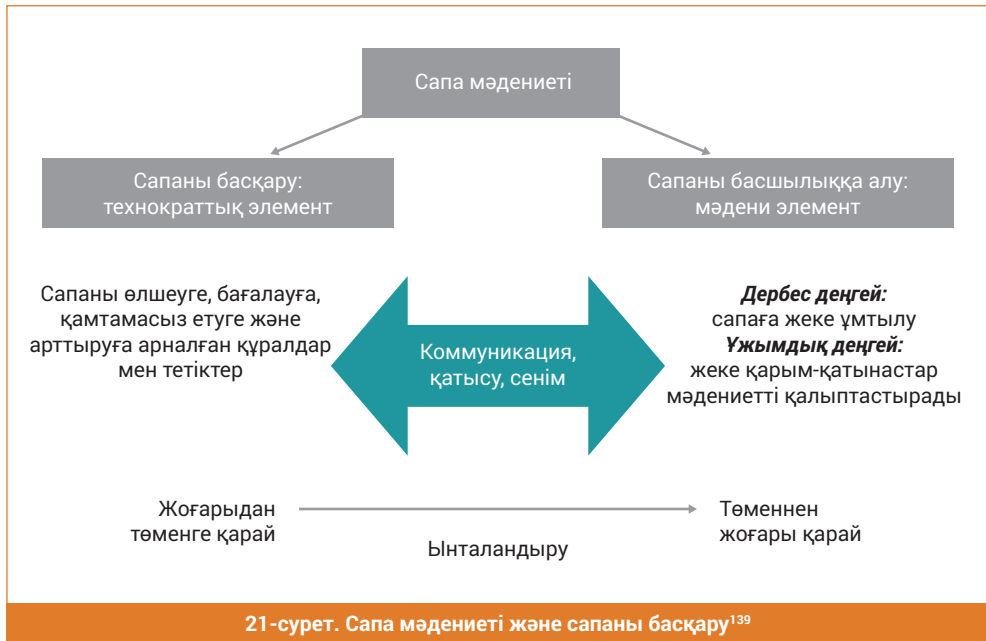 Сапа мәдениеті
Сапаны басқару:
технократтық элемент
Сапаны басшылыққа алу:
мәдени элемент
Сапаны өлшеуге, бағалауға,
қамтамасыз етуге және
арттыруға арналған құралдар
мен тетіктер
Коммуникация,
қатысу, сенім
Дербес деңгей:
сапаға жеке ұмтылу
Ұжымдық деңгей:
жеке қарым-қатынастар
мәдениетті қалыптастырады
Жоғарыдан
төменге қарай
Ынталандыру
Төменнен
жоғары қарай
21-сурет. Сапа мәдениеті және сапаны басқару¹³⁹